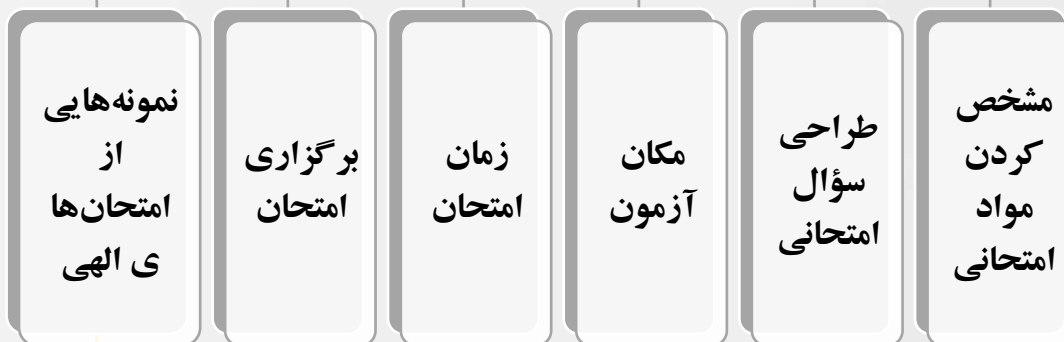 مشخص
کردن
مواد
امتحانی
طراحی
سؤال
امتحانی
مکان
آزمون
زمان
امتحان
برگزاری
امتحان
نمونه‌هایی
از
امتحان‌ها
ی الهی